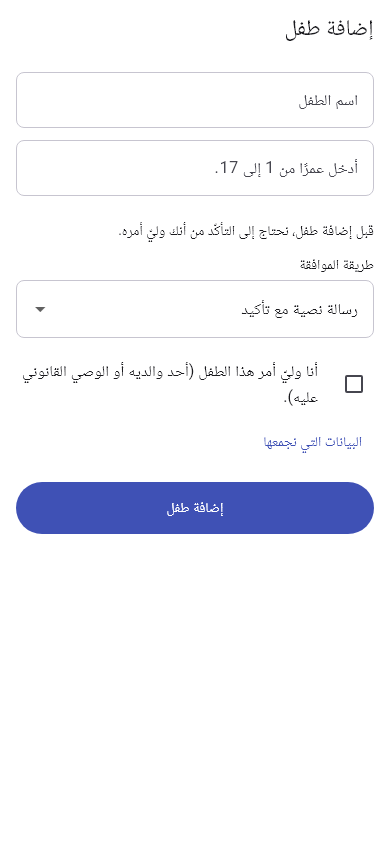 إضافة طفل
اسم الطفل
أدخل عمرًا من 1 إلى 17.
قبل إضافة طفل، نحتاج إلى التأكّد من أنك وليّ أمره.
طريقة الموافقة
رسالة نصية مع تأكيد
أنا وليّ أمر هذا الطفل (أحد والديه أو الوصي القانوني
عليه).
البيانات التي نجمعها
إضافة طفل